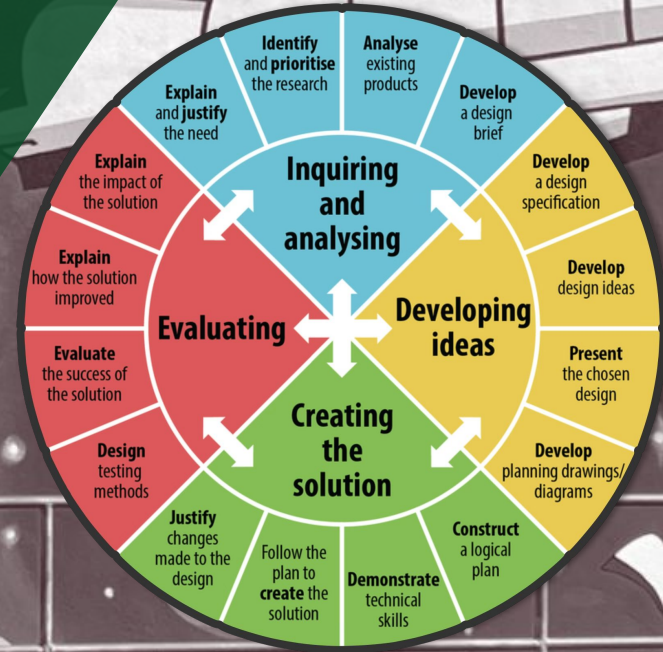 Inquiring
and
analysing
Explain
and justify
the need
Identify
and prioritise
the research
Analyse
existing
products
Develop
a design
brief
Developing
ideas
Develop
a design
specification
Develop
design ideas
Present
the chosen
design
Develop
planning drawings/
diagrams
Creating
the
solution
Construct
a logical
plan
Demonstrate
technical
skills
Follow the
plan to
create the
solution
Justify
changes
made to the
design
Evaluating
Design
testing
methods
Evaluate
the success of
the solution
Explain
how the solution
improved
Explain
the impact of
the solution